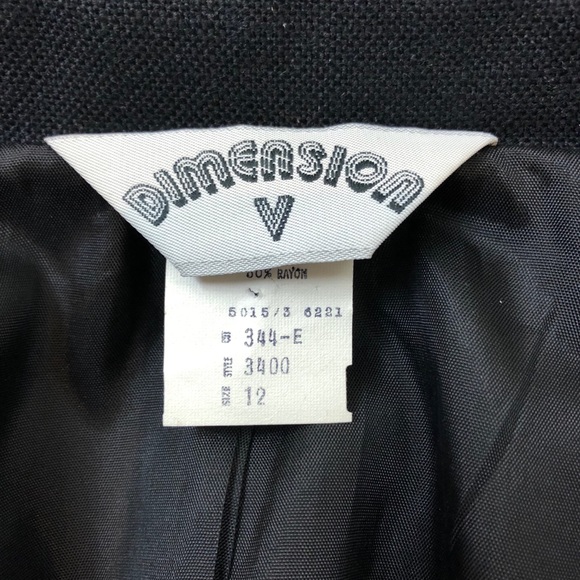 DIMENSION
V
RAYON
5015/3 6221
344-E
STYLE 3400
SIZE 12